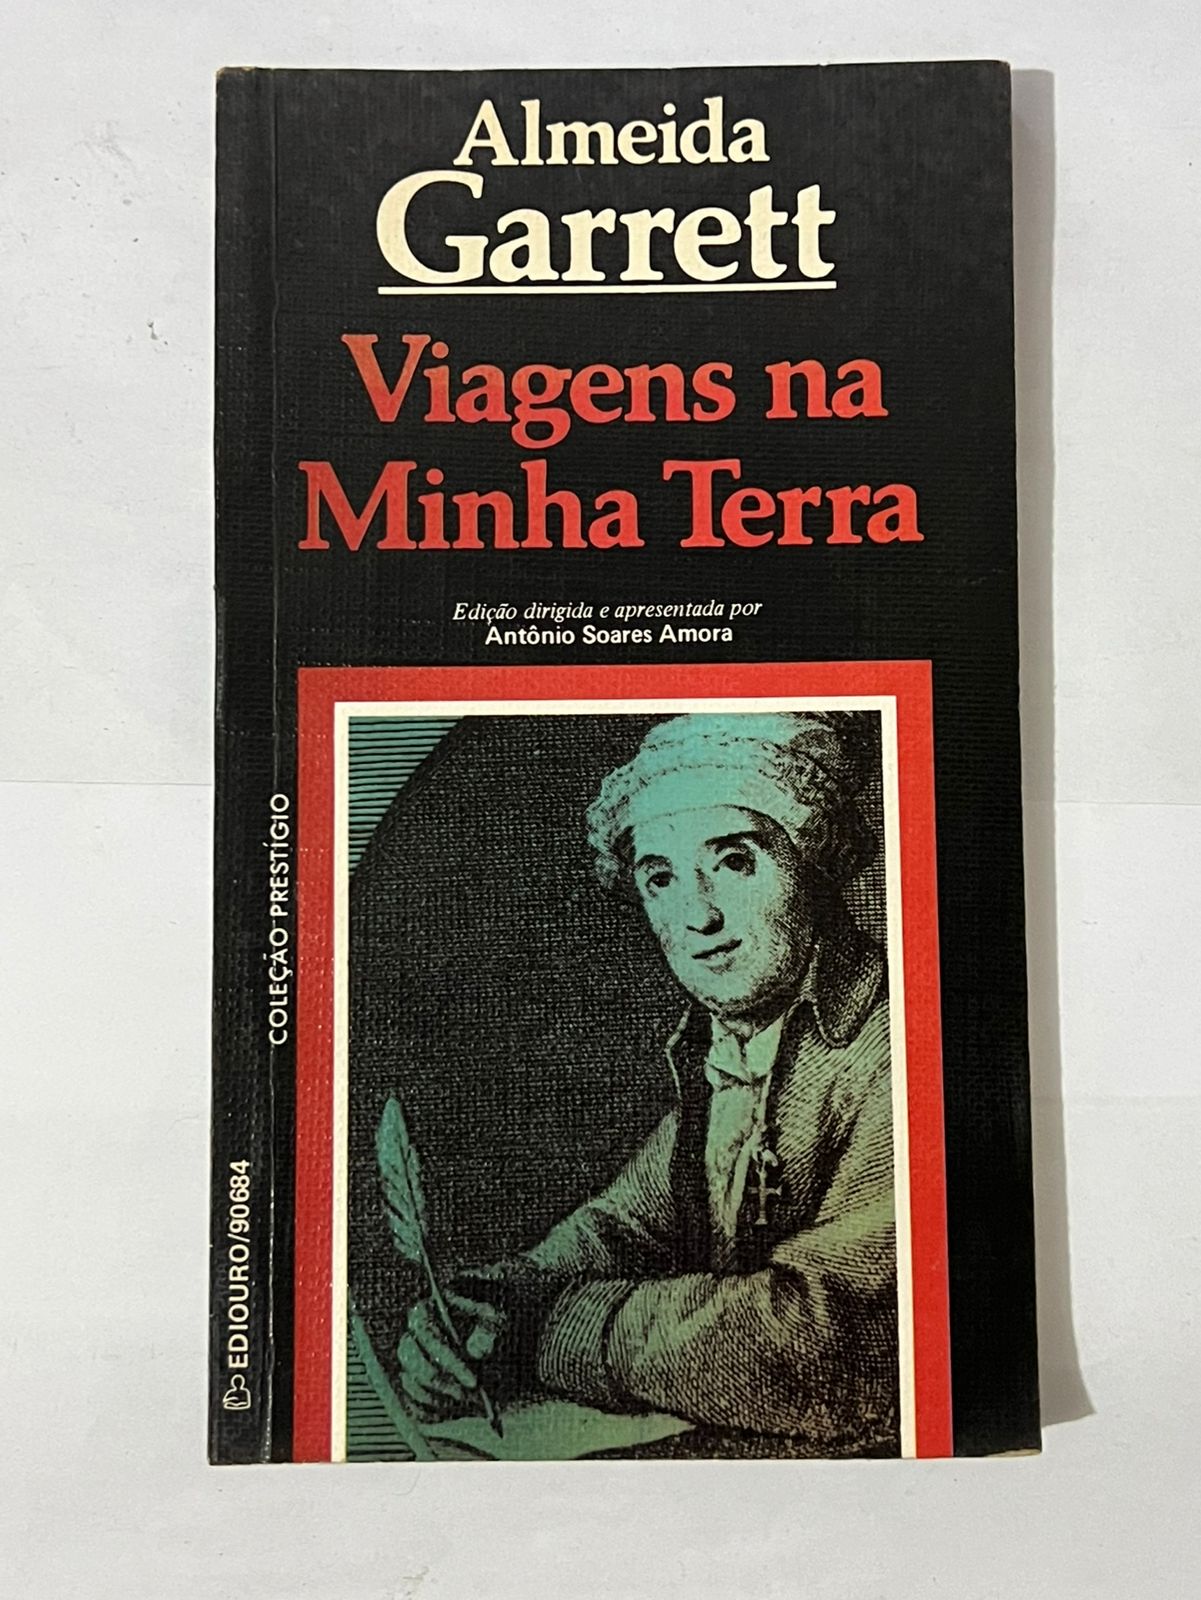 Almeida
Garrett
Viagens na
Minha Terra
Edição dirigida e apresentada por
Antônio Soares Amora
COLEÇÃO PRESTÍGIO
EDIOURO/90684